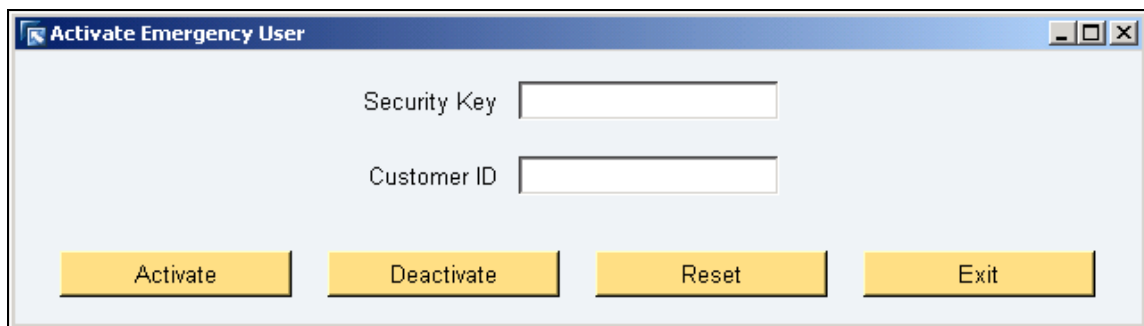 Activate Emergency User
Security Key
Customer ID
Activate Deactivate Reset Exit